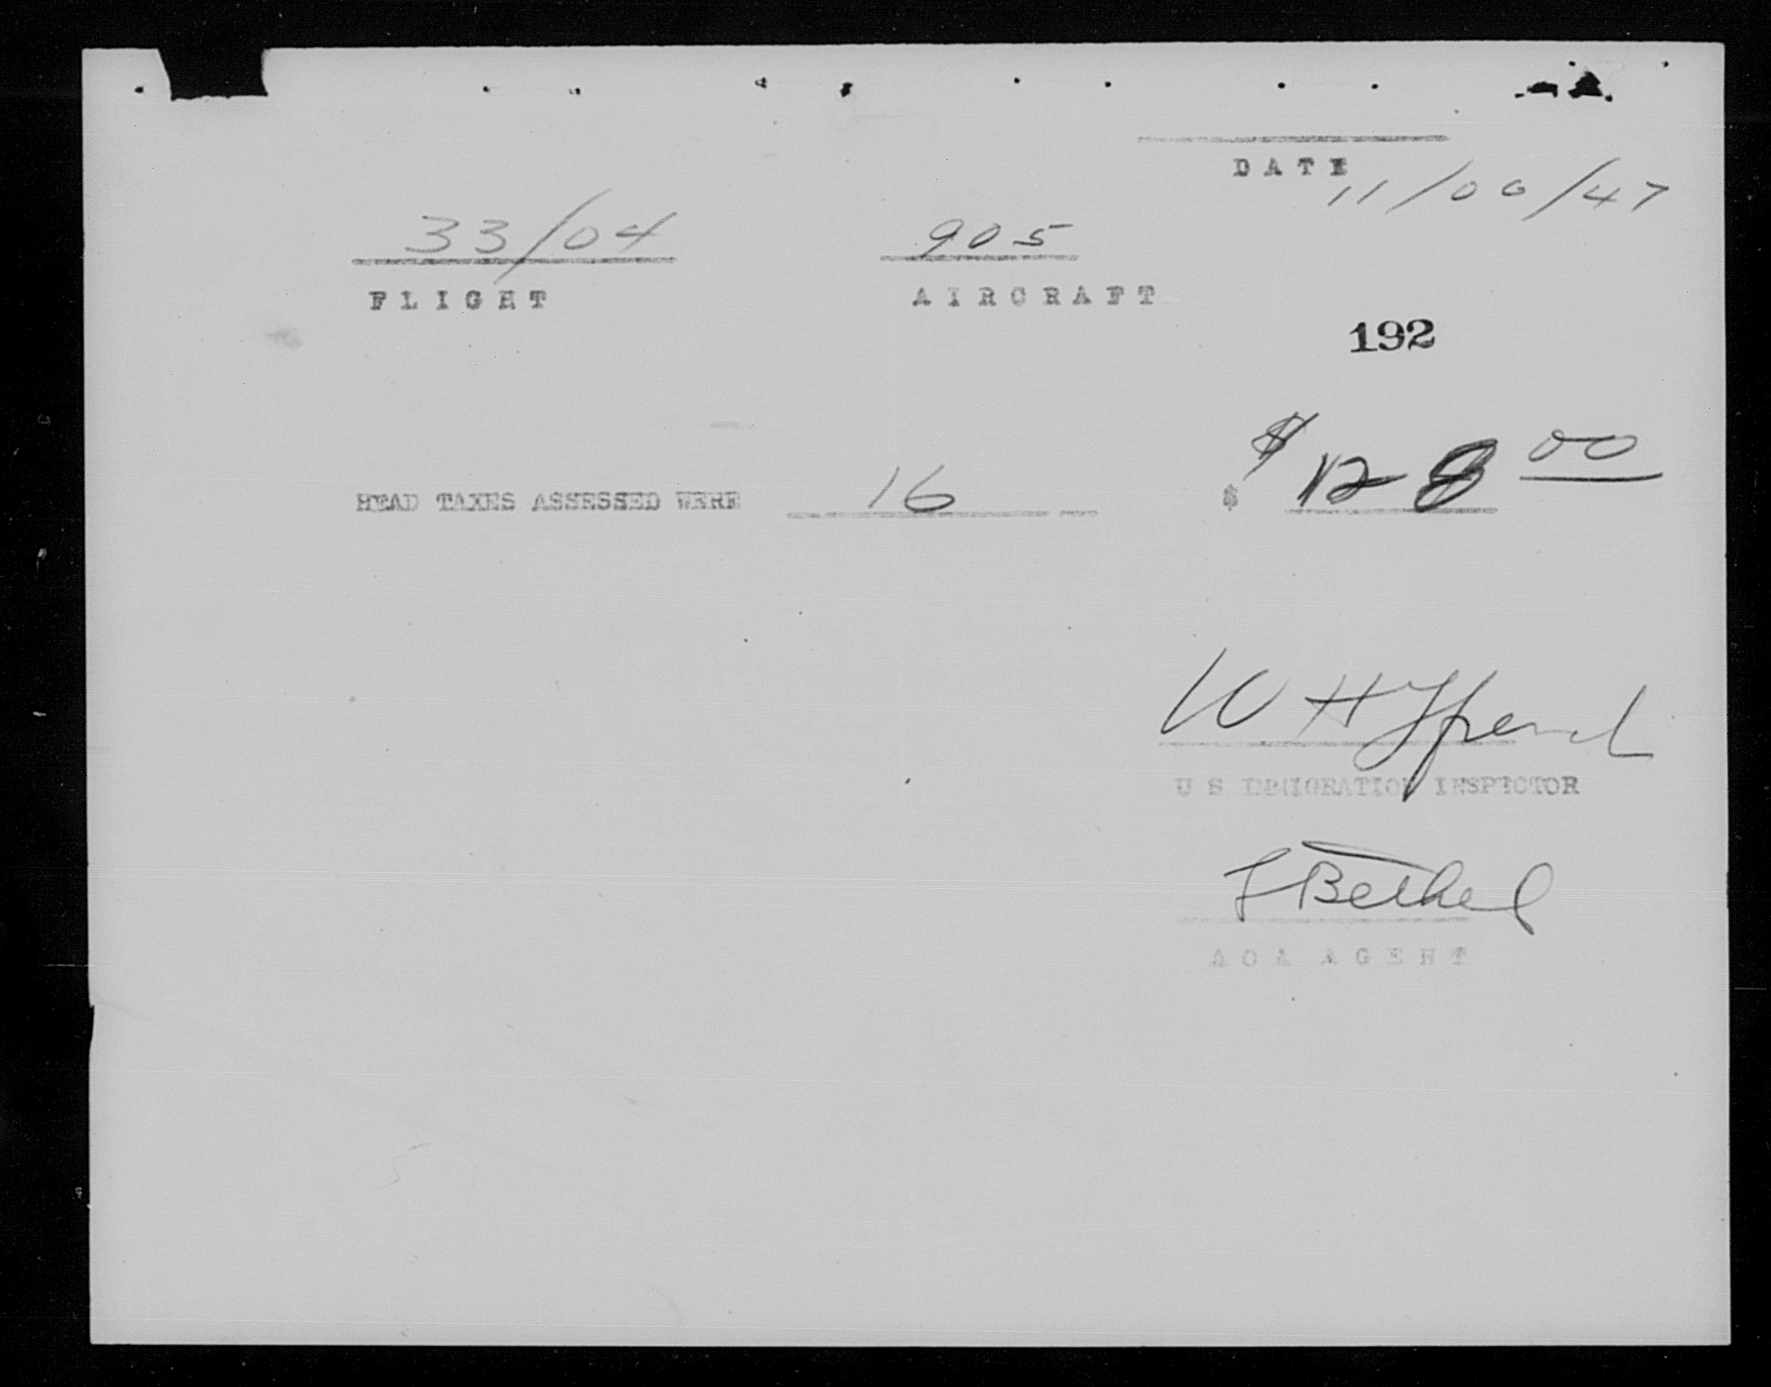 DATE
11/06/47
33/04 905
FLIGHT AIRCRAFT
192
HEAD TAXES ASSESSED WERE 16 $ $128 00
W H
U S IMMIGRATION INSPECTOR
Bethel
AOA AGENT